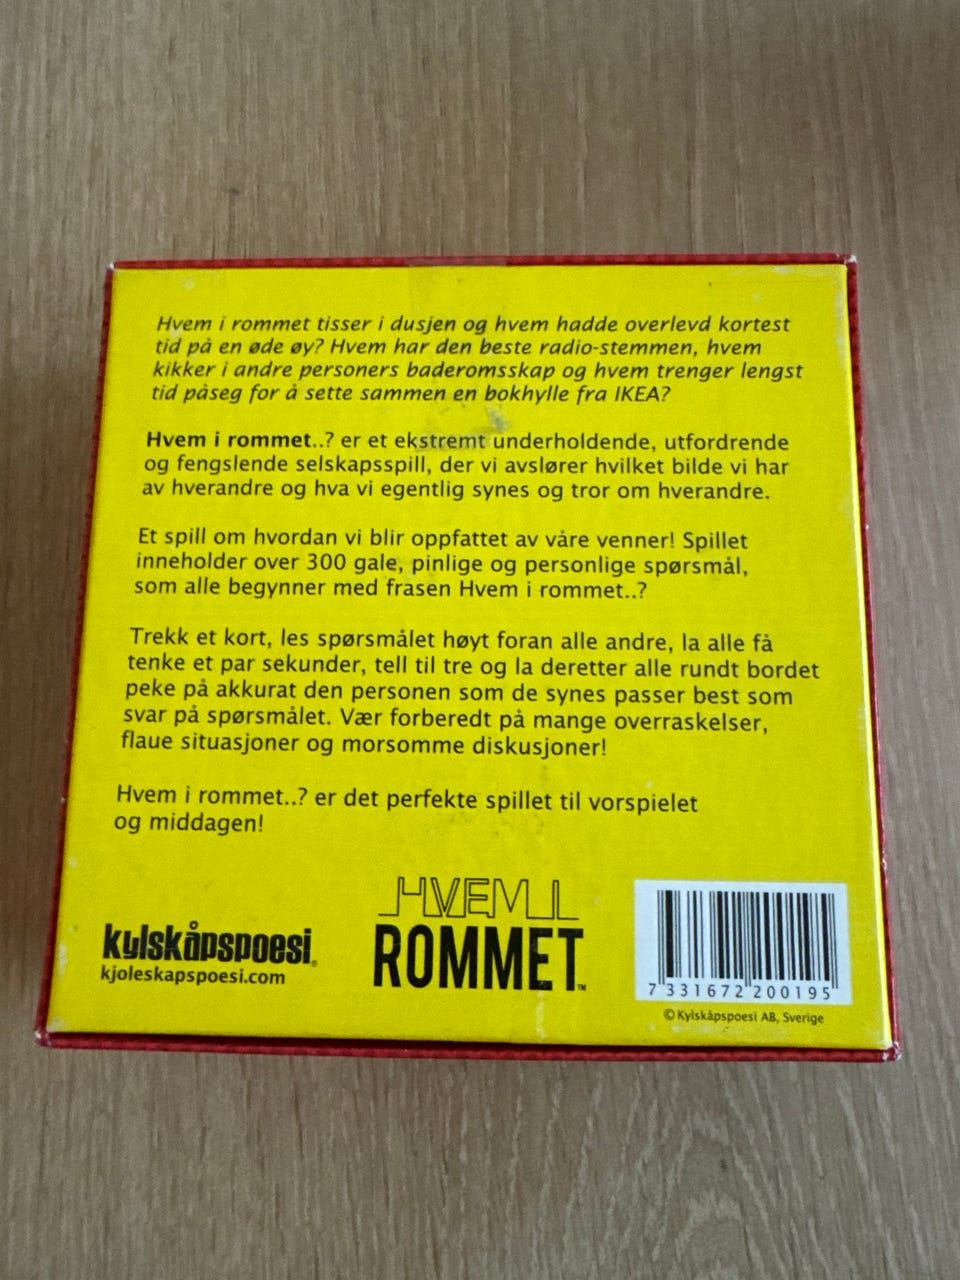 Hvem i rommet tisser i dusjen og hvem hadde overlevd kortest
tid på en øde øy? Hvem har den beste radio-stemmen, hvem
kikker i andre personers baderomsskap og hvem trenger lengst
tid påseg for å sette sammen en bokhylle fra IKEA?
Hvem i rommet..? er et ekstremt underholdende, utfordrende
og fengslende selskapsspill, der vi avslører hvilket bilde vi har
av hverandre og hva vi egentlig synes og tror om hverandre.
Et spill om hvordan vi blir oppfattet av våre venner! Spillet
inneholder over 300 gale, pinlige og personlige spørsmål,
som alle begynner med frasen Hvem i rommet..?
Trekk et kort, les spørsmålet høyt foran alle andre, la alle få
tenke et par sekunder, tell til tre og la deretter alle rundt bordet
peke på akkurat den personen som de synes passer best som
svar på spørsmålet. Vær forberedt på mange overraskelser,
flaue situasjoner og morsomme diskusjoner!
Hvem i rommet..? er det perfekte spillet til vorspielet
og middagen!
kylskåpspoesi®
kjoleskapspoesi.com
HVEM I
ROMMET™
7 331672 200195
© Kylskåpspoesi AB, Sverige